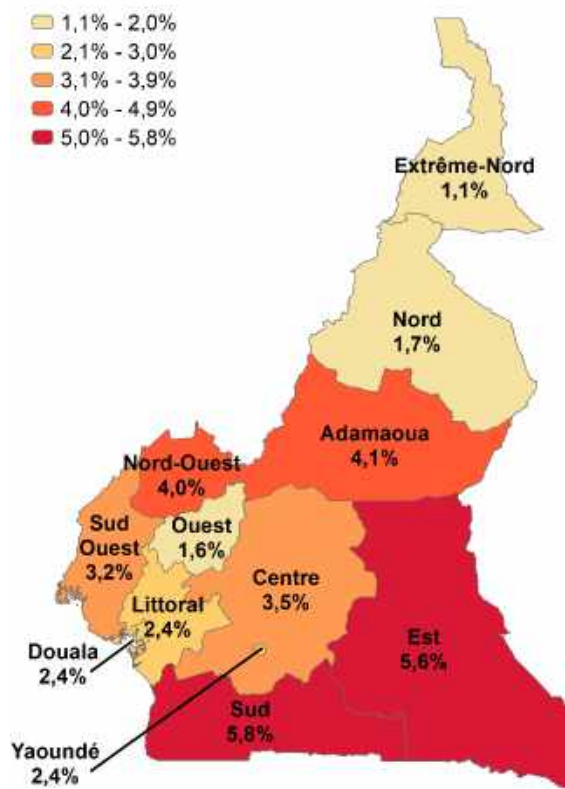 1,1% - 2,0%
2,1% - 3,0%
3,1% - 3,9%
4,0% - 4,9%
5,0% - 5,8%
Extrême-Nord
1,1%
Nord
1,7%
Adamaoua
4,1%
Nord-Ouest
4,0%
Ouest
1,6%
Sud
Ouest
3,2%
Centre
3,5%
Littoral
2,4%
Douala
2,4%
Est
5,6%
Sud
5,8%
Yaoundé
2,4%